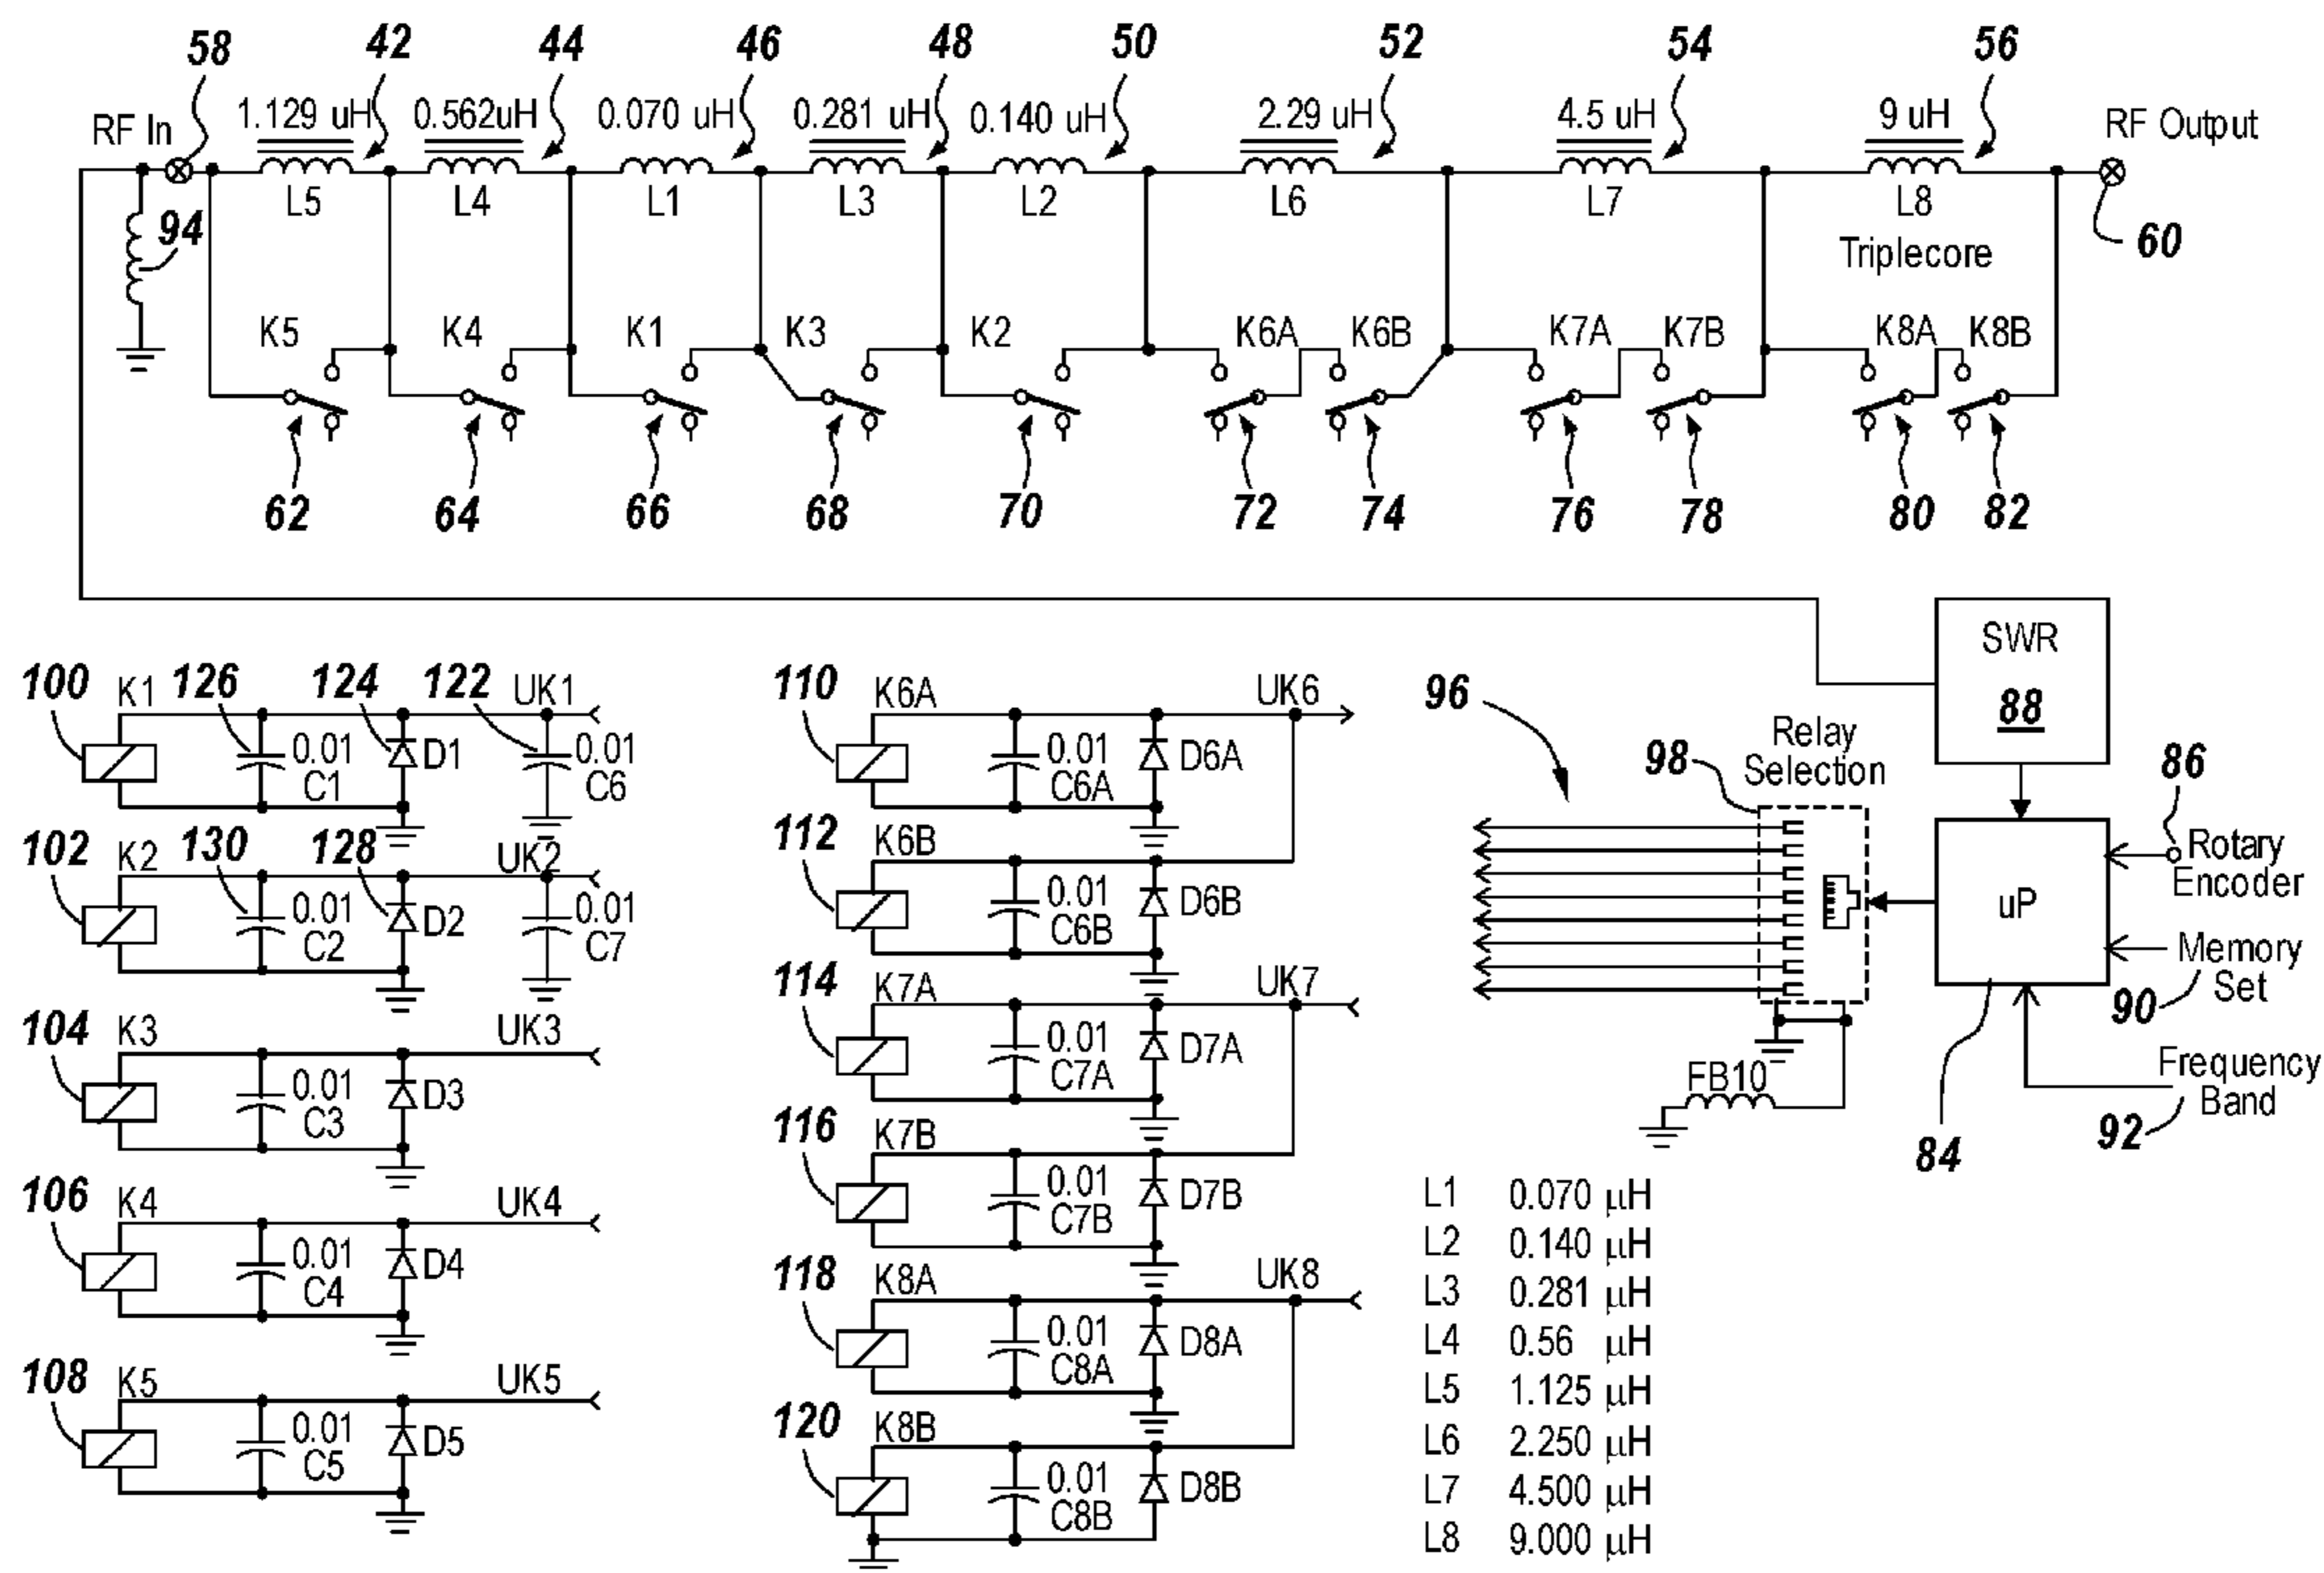 58 42 44 46 48 50 52 54 56
RF In 1.129 uH 0.562uH 0.070 uH 0.281 uH 0.140 uH 2.29 uH 4.5 uH 9 uH RF Output
L5 L4 L1 L3 L2 L6 L7 L8
94 Triplecore 60
K5 K4 K1 K3 K2 K6A K6B K7A K7B K8A K8B
62 64 66 68 70 72 74 76 78 80 82
SWR
88
100 K1 126 124 122 UK1
0.01 C1 D1 0.01 C6
102 K2 130 128 UK2
0.01 C2 D2 0.01 C7
104 K3 UK3
0.01 C3 D3
106 K4 UK4
0.01 C4 D4
108 K5 UK5
0.01 C5 D5
110 K6A UK6
0.01 C6A D6A
112 K6B
0.01 C6B D6B
114 K7A UK7
0.01 C7A D7A
116 K7B
0.01 C7B D7B
118 K8A UK8
0.01 C8A D8A
120 K8B
0.01 C8B D8B
96
98 Relay
Selection
86
Rotary
Encoder
uP
Memory
Set
90
Frequency
Band
92
84
FB10
L1 0.070 µH
L2 0.140 µH
L3 0.281 µH
L4 0.56 µH
L5 1.125 µH
L6 2.250 µH
L7 4.500 µH
L8 9.000 µH